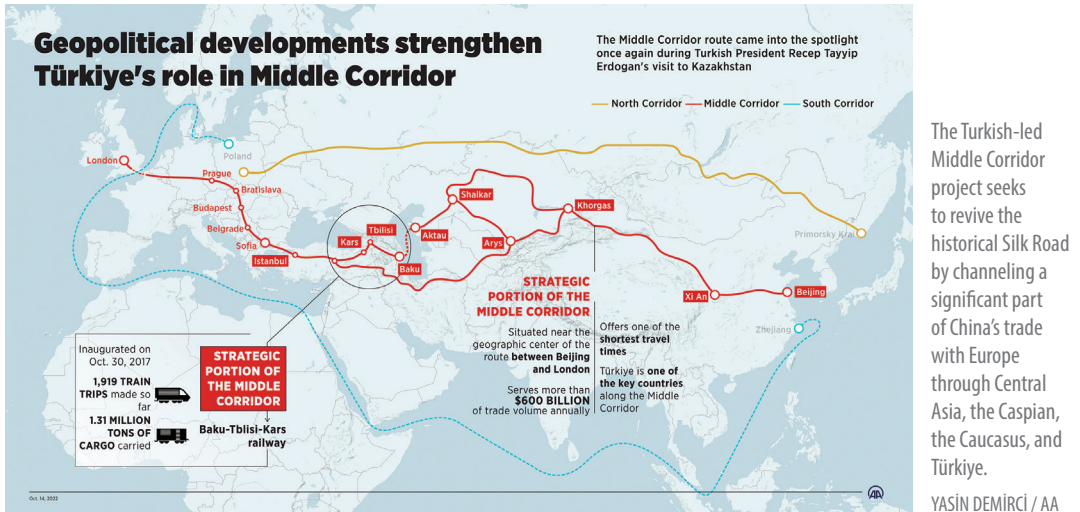 Geopolitical developments strengthen
Türkiye's role in Middle Corridor
The Middle Corridor route came into the spotlight
once again during Turkish President Recep Tayyip
Erdogan's visit to Kazakhstan
North Corridor
Middle Corridor
South Corridor
London
Poland
Prague
Bratislava
Budapest
Belgrade
Sofia
Istanbul
Kars
Tbilisi
Baku
Aktau
Shalkar
Arys
Khorgas
Xi An
Beijing
Primorsky Krai
Zhejiang
STRATEGIC
PORTION OF THE
MIDDLE CORRIDOR
Situated near the
geographic center of the
route between Beijing
and London
Serves more than
$600 BILLION
of trade volume annually
Offers one of the
shortest travel
times
Türkiye is one of
the key countries
along the Middle
Corridor
Inaugurated on
Oct. 30, 2017
1,919 TRAIN
TRIPS made so
far
1.31 MILLION
TONS OF
CARGO carried
STRATEGIC
PORTION OF
THE MIDDLE
CORRIDOR
Baku-Tblisi-Kars
railway
Oct. 14, 2022
AA
The Turkish-led
Middle Corridor
project seeks
to revive the
historical Silk Road
by channeling a
significant part
of China’s trade
with Europe
through Central
Asia, the Caspian,
the Caucasus, and
Türkiye.
YASİN DEMİRCİ / AA